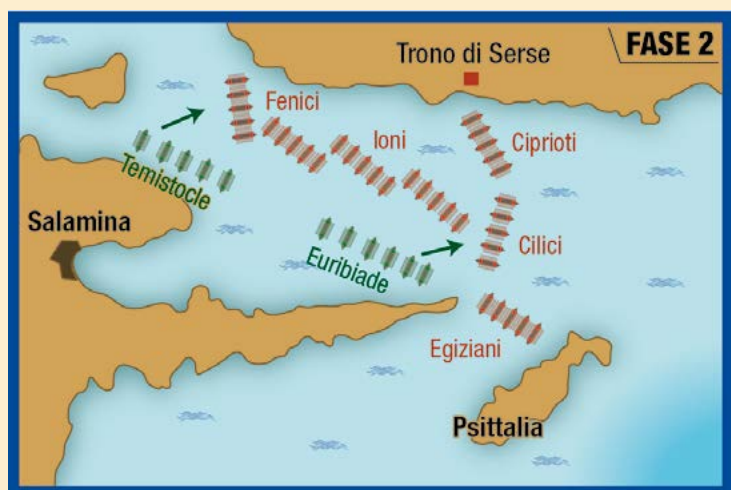 FASE 2
Trono di Serse
Fenici
Ioni
Ciprioti
Temistocle
Salamina
Euribiade
Cilici
Egiziani
Psittalia